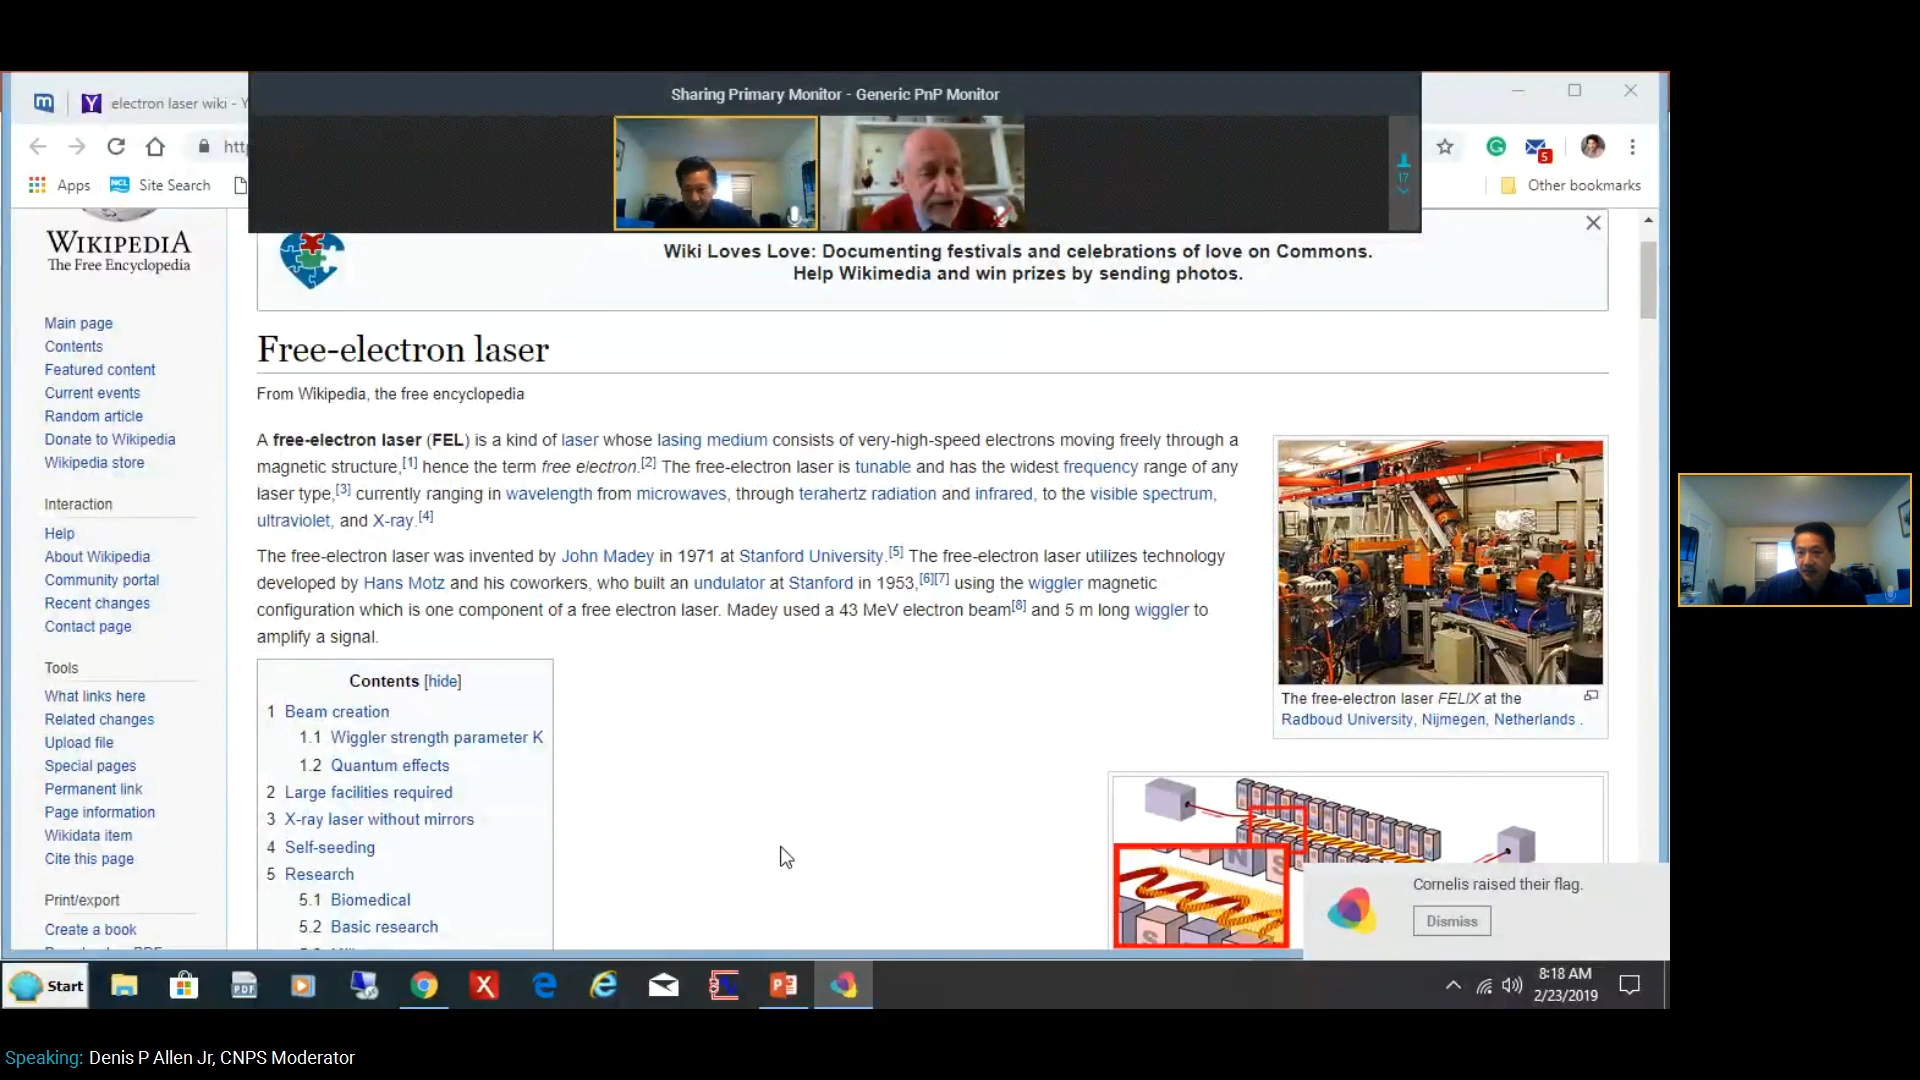 Sharing Primary Monitor - Generic PnP Monitor
electron laser wiki - Y
17
5
Apps
Site Search
Other bookmarks
WIKIPEDIA
The Free Encyclopedia
Main page
Contents
Featured content
Current events
Random article
Donate to Wikipedia
Wikipedia store
Interaction
Help
About Wikipedia
Community portal
Recent changes
Contact page
Tools
What links here
Related changes
Upload file
Special pages
Permanent link
Page information
Wikidata item
Cite this page
Print/export
Create a book
Wiki Loves Love: Documenting festivals and celebrations of love on Commons.
Help Wikimedia and win prizes by sending photos.
Free-electron laser
From Wikipedia, the free encyclopedia
A free-electron laser (FEL) is a kind of laser whose lasing medium consists of very-high-speed electrons moving freely through a
magnetic structure,[1] hence the term free electron.[2] The free-electron laser is tunable and has the widest frequency range of any
laser type,[3] currently ranging in wavelength from microwaves, through terahertz radiation and infrared, to the visible spectrum,
ultraviolet, and X-ray.[4]
The free-electron laser was invented by John Madey in 1971 at Stanford University.[5] The free-electron laser utilizes technology
developed by Hans Motz and his coworkers, who built an undulator at Stanford in 1953,[6][7] using the wiggler magnetic
configuration which is one component of a free electron laser. Madey used a 43 MeV electron beam[8] and 5 m long wiggler to
amplify a signal.
Contents [hide]
1 Beam creation
1.1 Wiggler strength parameter K
1.2 Quantum effects
2 Large facilities required
3 X-ray laser without mirrors
4 Self-seeding
5 Research
5.1 Biomedical
5.2 Basic research
The free-electron laser FELIX at the
Radboud University, Nijmegen, Netherlands .
N
S
S
Cornelis raised their flag.
Dismiss
Start
PDF
8:18 AM
2/23/2019
Speaking: Denis P Allen Jr, CNPS Moderator